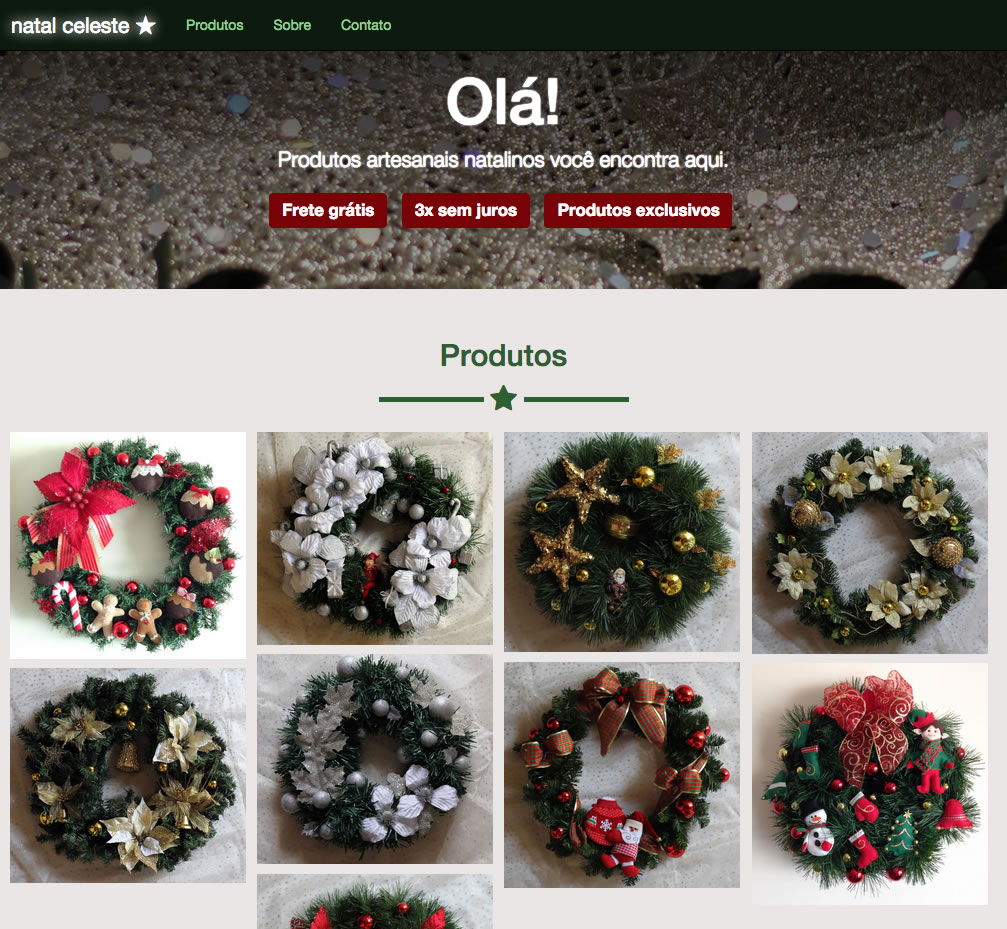 natal celeste ★ Produtos Sobre Contato
Olá!
Produtos artesanais natalinos você encontra aqui.
Frete grátis 3x sem juros Produtos exclusivos
Produtos